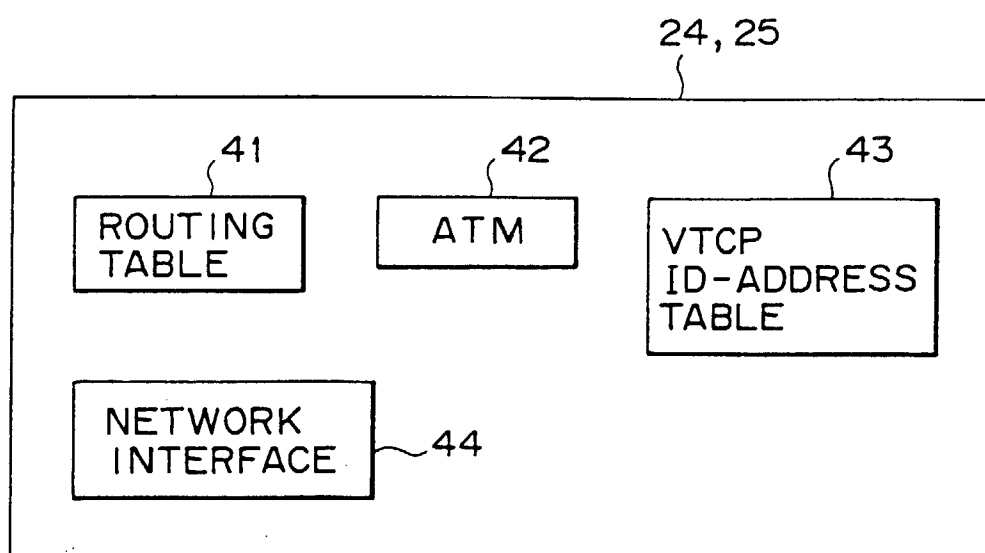 24, 25
41
42
43
ROUTING
TABLE
ATM
VTCP
ID-ADDRESS
TABLE
NETWORK
INTERFACE
44